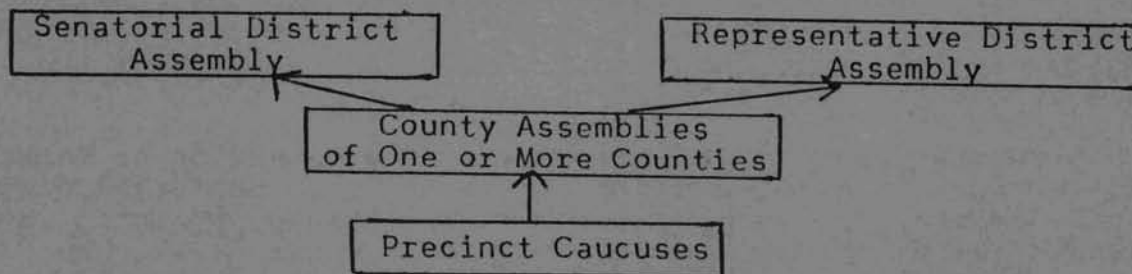 Senatorial District
Assembly
Representative District
Assembly
County Assemblies
of One or More Counties
Precinct Caucuses